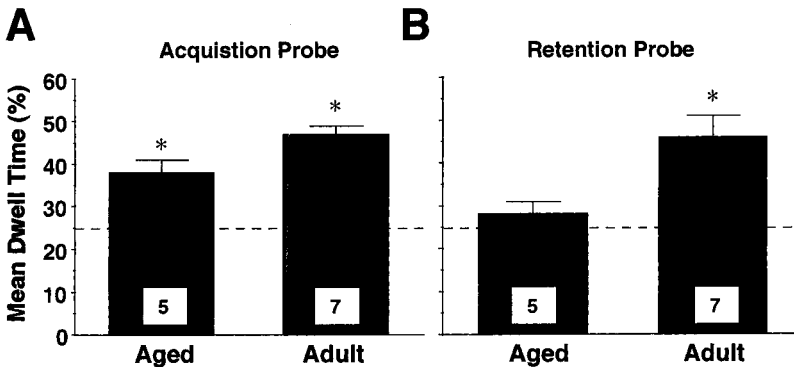 A
B
Acquistion Probe
Retention Probe
Mean Dwell Time (%)
60
50
40
30
20
10
0
*
*
*
5
7
5
7
Aged
Adult
Aged
Adult